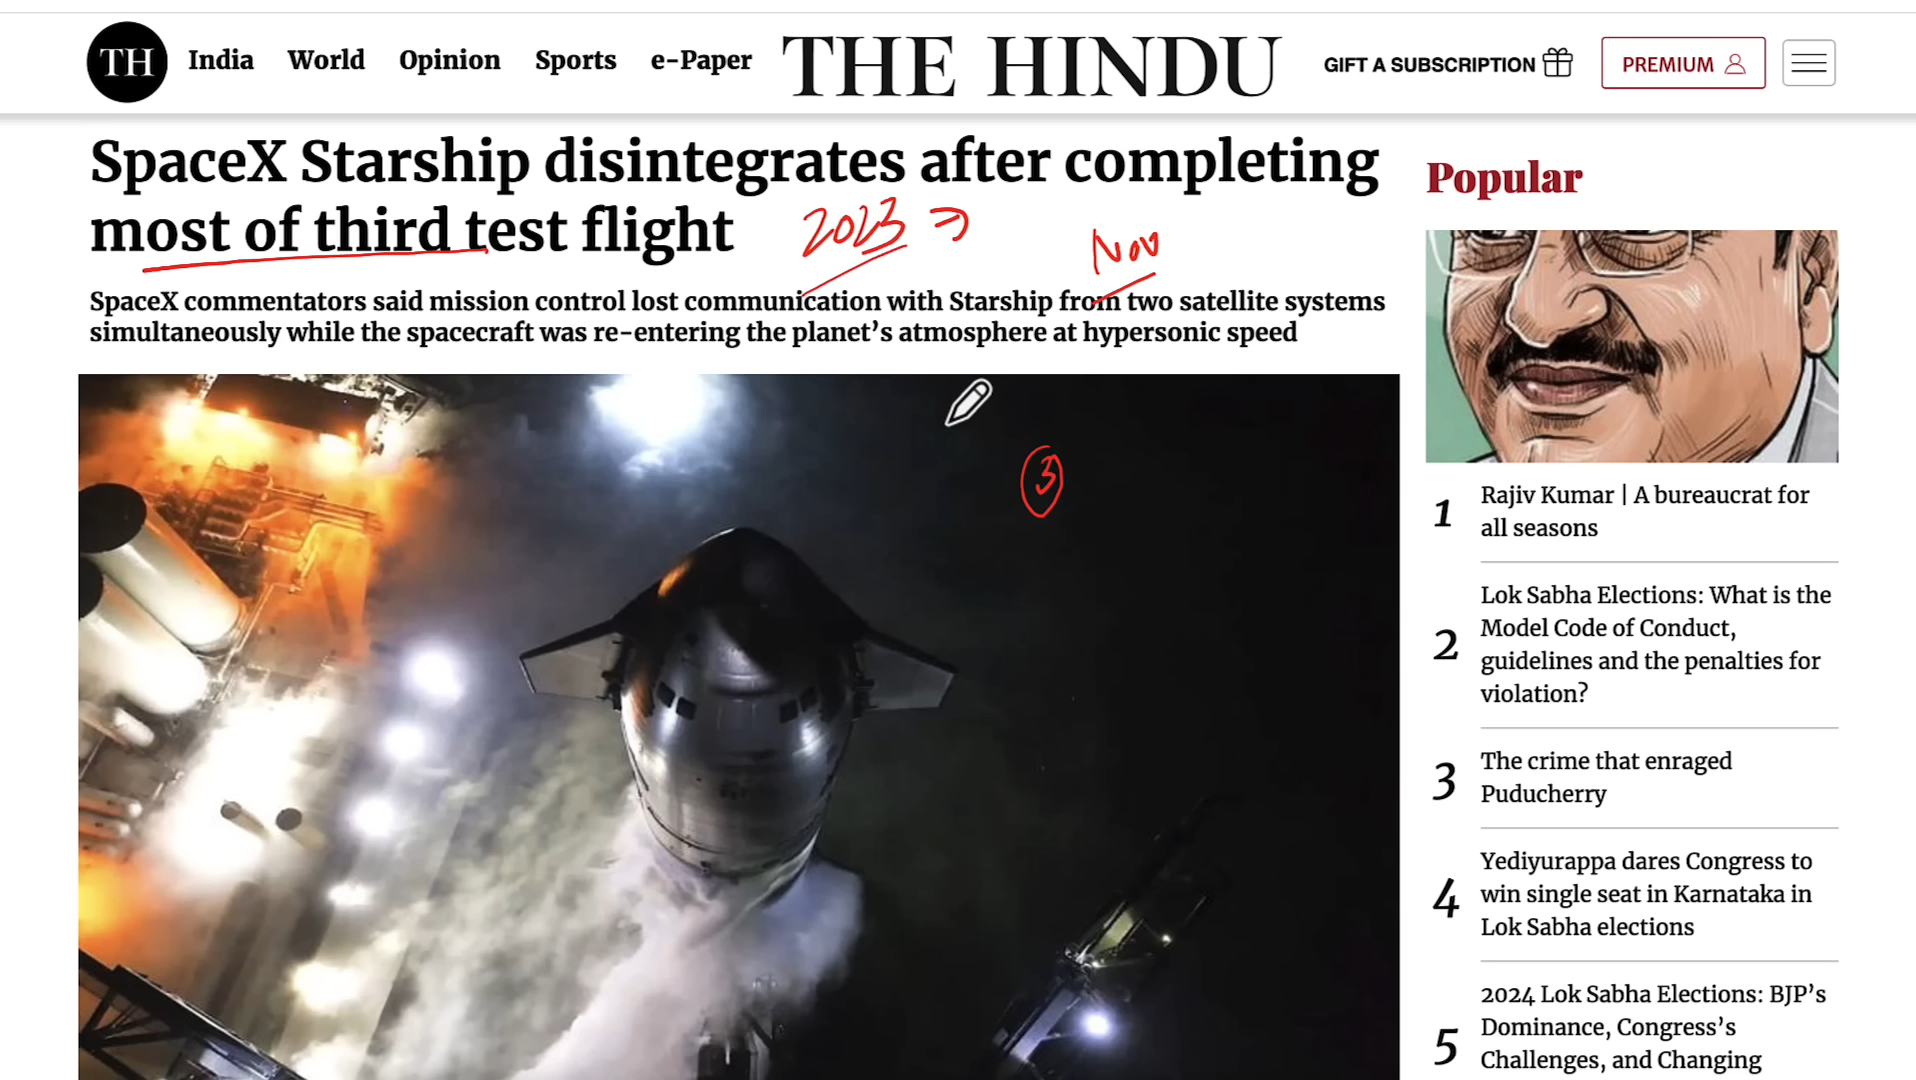 TH India World Opinion Sports e-Paper THE HINDU GIFT A SUBSCRIPTION PREMIUM
SpaceX Starship disintegrates after completing
most of third test flight
2023 ⇒
Nov
SpaceX commentators said mission control lost communication with Starship from two satellite systems
simultaneously while the spacecraft was re-entering the planet’s atmosphere at hypersonic speed
3
Popular
1 Rajiv Kumar | A bureaucrat for
all seasons
2 Lok Sabha Elections: What is the
Model Code of Conduct,
guidelines and the penalties for
violation?
3 The crime that enraged
Puducherry
4 Yediyurappa dares Congress to
win single seat in Karnataka in
Lok Sabha elections
5 2024 Lok Sabha Elections: BJP’s
Dominance, Congress’s
Challenges, and Changing